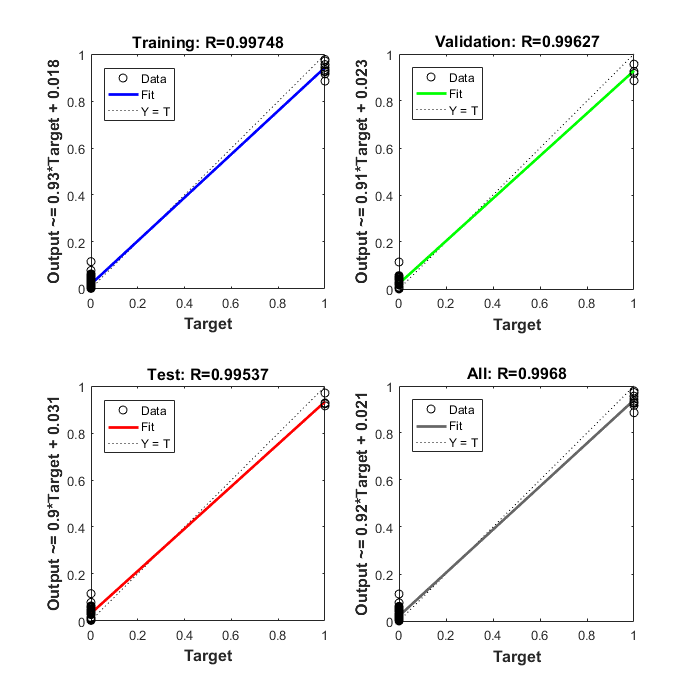 Training: R=0.99748
Output ~= 0.93*Target + 0.018
1
0.8
0.6
0.4
0.2
0
Data
Fit
Y = T
0 0.2 0.4 0.6 0.8 1
Target
Validation: R=0.99627
Output ~= 0.91*Target + 0.023
1
0.8
0.6
0.4
0.2
0
Data
Fit
Y = T
0 0.2 0.4 0.6 0.8 1
Target
Test: R=0.99537
Output ~= 0.9*Target + 0.031
1
0.8
0.6
0.4
0.2
0
Data
Fit
Y = T
0 0.2 0.4 0.6 0.8 1
Target
All: R=0.9968
Output ~= 0.92*Target + 0.021
1
0.8
0.6
0.4
0.2
0
Data
Fit
Y = T
0 0.2 0.4 0.6 0.8 1
Target